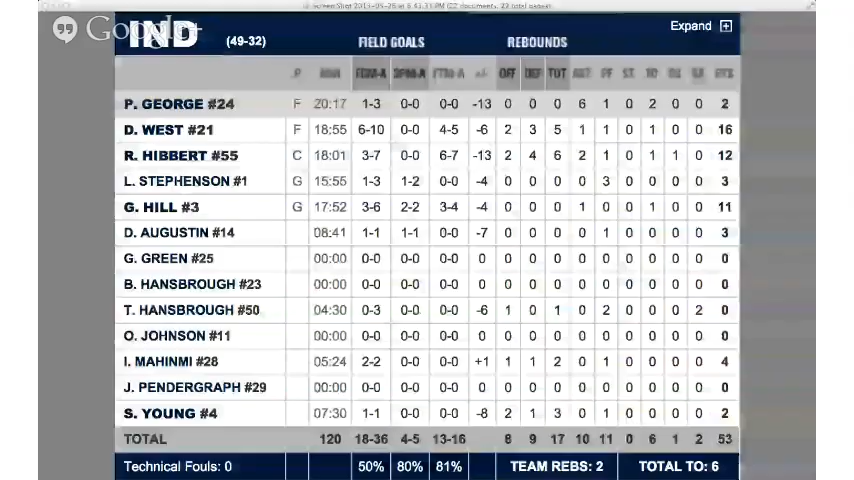 Google+
IND (49-32) FIELD GOALS REBOUNDS Expand
P MIN FGM-A 3PM-A FTM-A +/- OFF DEF TOT AST PF ST TO PTS
P. GEORGE #24 F 20:17 1-3 0-0 0-0 -13 0 0 0 6 1 0 2 0 0 2
D. WEST #21 F 18:55 6-10 0-0 4-5 -6 2 3 5 1 1 0 1 0 0 16
R. HIBBERT #55 C 18:01 3-7 0-0 6-7 -13 2 4 6 2 1 0 1 1 0 12
L. STEPHENSON #1 G 15:55 1-3 1-2 0-0 -4 0 0 0 0 3 0 0 0 0 3
G. HILL #3 G 17:52 3-6 2-2 3-4 -4 0 0 0 1 0 0 1 0 0 11
D. AUGUSTIN #14 08:41 1-1 1-1 0-0 -7 0 0 0 0 1 0 0 0 0 3
G. GREEN #25 00:00 0-0 0-0 0-0 0 0 0 0 0 0 0 0 0 0 0
B. HANSBROUGH #23 00:00 0-0 0-0 0-0 0 0 0 0 0 0 0 0 0 0 0
T. HANSBROUGH #50 04:30 0-3 0-0 0-0 -6 1 0 1 0 2 0 0 0 2 0
O. JOHNSON #11 00:00 0-0 0-0 0-0 0 0 0 0 0 0 0 0 0 0 0
I. MAHINMI #28 05:24 2-2 0-0 0-0 +1 1 1 2 0 1 0 0 0 0 4
J. PENDERGRAPH #29 00:00 0-0 0-0 0-0 0 0 0 0 0 0 0 0 0 0 0
S. YOUNG #4 07:30 1-1 0-0 0-0 -8 2 1 3 0 1 0 0 0 0 2
TOTAL 120 18-36 4-5 13-16 8 9 17 10 11 0 6 1 2 53
Technical Fouls: 0 50% 80% 81% TEAM REBS: 2 TOTAL TO: 6